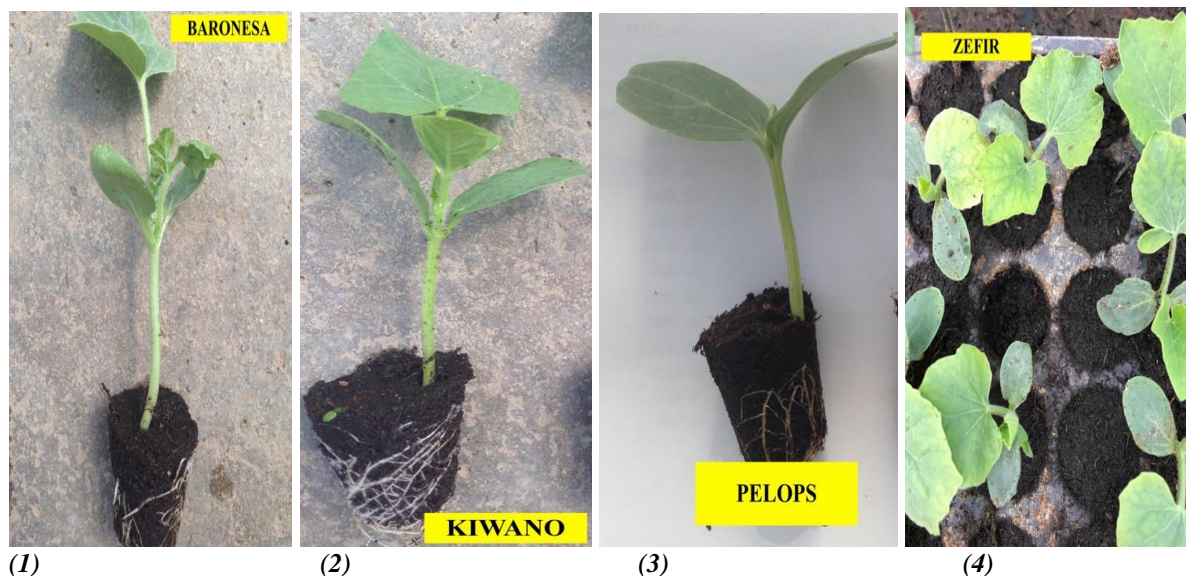 BARONESA
KIWANO
PELOPS
ZEFIR
(1) (2) (3) (4)